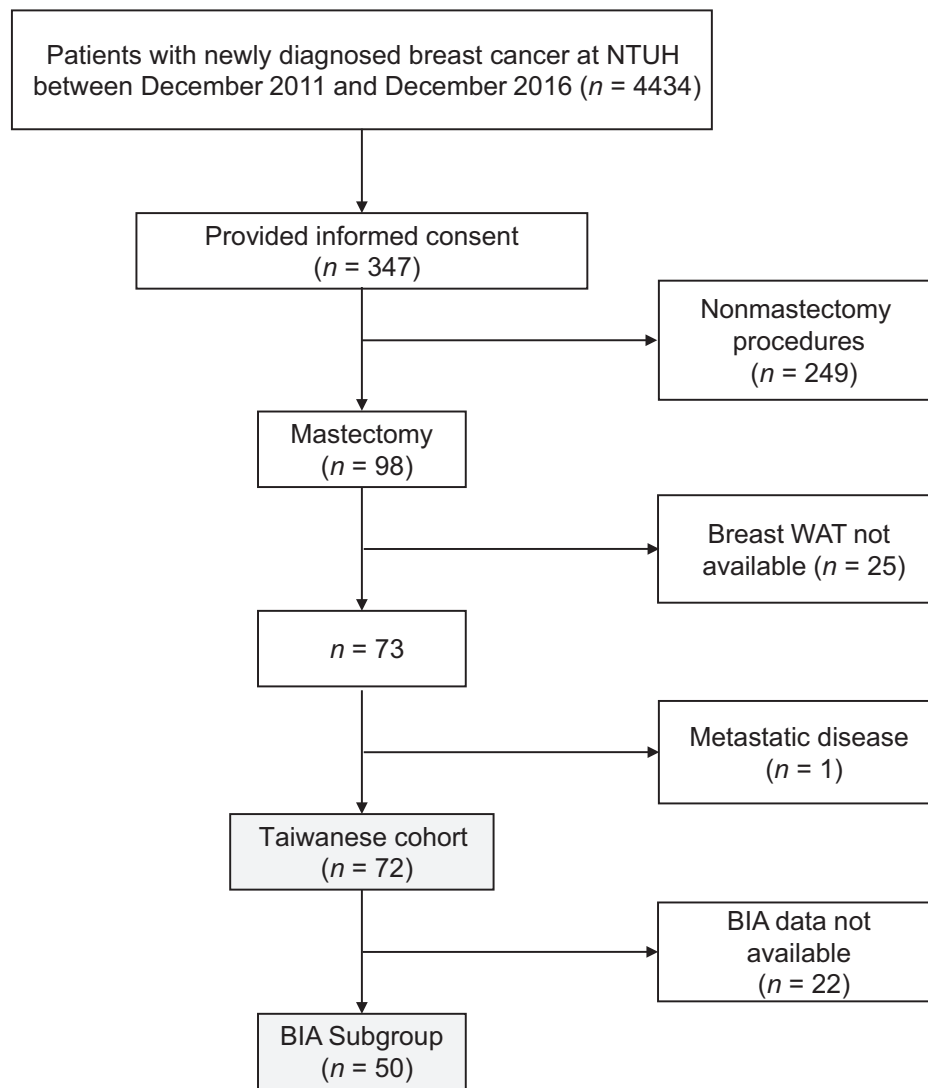 Patients with newly diagnosed breast cancer at NTUH
between December 2011 and December 2016 (n = 4434)
Provided informed consent
(n = 347)
Nonmastectomy
procedures
(n = 249)
Mastectomy
(n = 98)
Breast WAT not
available (n = 25)
n = 73
Metastatic disease
(n = 1)
Taiwanese cohort
(n = 72)
BIA data not
available
(n = 22)
BIA Subgroup
(n = 50)